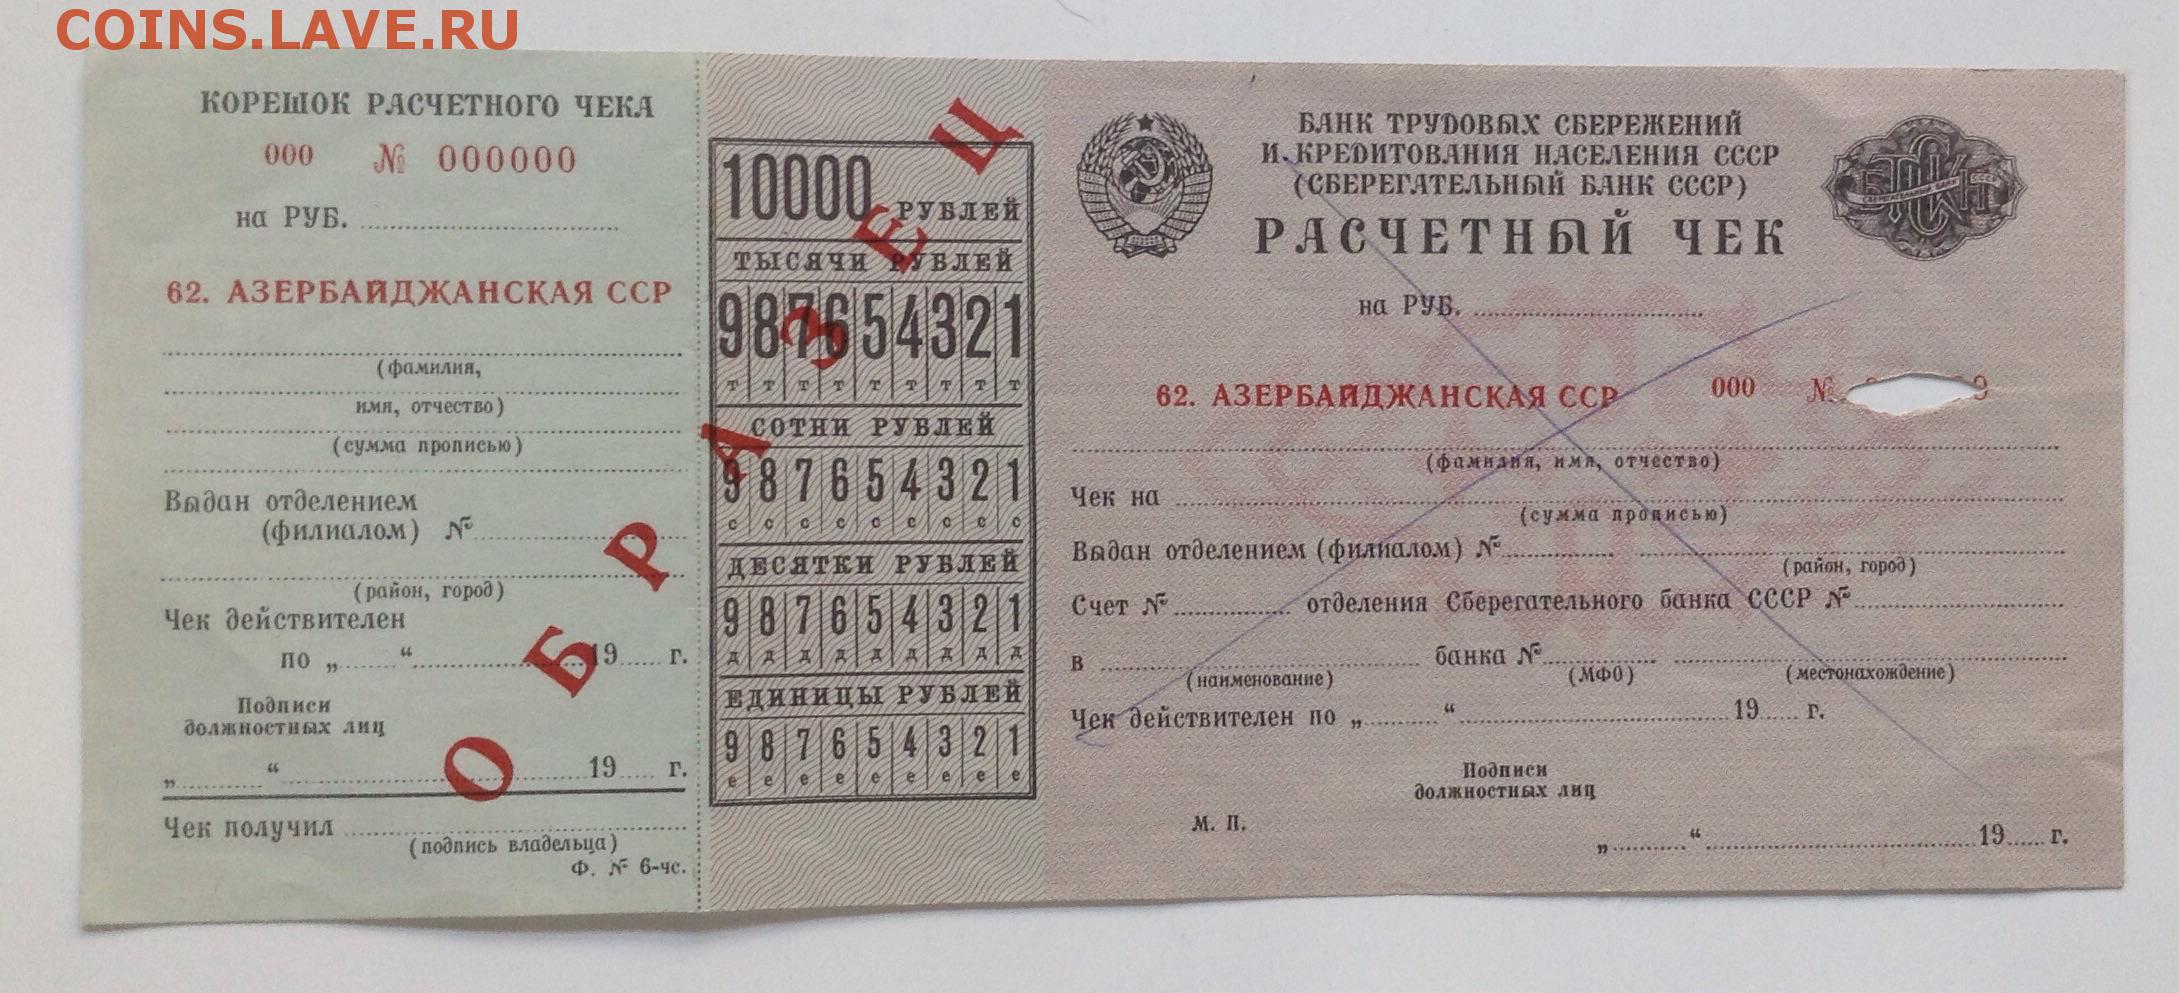 COINS.LAVE.RU
КОРЕШОК РАСЧЕТНОГО ЧЕКА
000 № 000000
на РУБ.
62. АЗЕРБАЙДЖАНСКАЯ ССР
(фамилия,
имя, отчество)
(сумма прописью)
Выдан отделением
(филиалом) №
(район, город)
Чек действителен
по „ “ 19 г.
Подписи
должностных лиц
„ “ 19 г.
Чек получил
(подпись владельца)
Ф. № 6-чс.
ОБРАЗЕЦ
10000 РУБЛЕЙ
ТЫСЯЧИ РУБЛЕЙ
9 8 7 6 5 4 3 2 1
т т т т т т т т т
СОТНИ РУБЛЕЙ
9 8 7 6 5 4 3 2 1
с с с с с с с с с
ДЕСЯТКИ РУБЛЕЙ
9 8 7 6 5 4 3 2 1
д д д д д д д д д
ЕДИНИЦЫ РУБЛЕЙ
9 8 7 6 5 4 3 2 1
е е е е е е е е е
БАНК ТРУДОВЫХ СБЕРЕЖЕНИЙ
И КРЕДИТОВАНИЯ НАСЕЛЕНИЯ СССР
(СБЕРЕГАТЕЛЬНЫЙ БАНК СССР)
РАСЧЕТНЫЙ ЧЕК
на РУБ.
62. АЗЕРБАЙДЖАНСКАЯ ССР 000 №
(фамилия, имя, отчество)
Чек на
(сумма прописью)
Выдан отделением (филиалом) №
(район, город)
Счет № отделения Сберегательного банка СССР №
в банка №
(наименование) (МФО) (местонахождение)
Чек действителен по „ “ 19 г.
Подписи
должностных лиц
М. П.
„ “ 19 г.